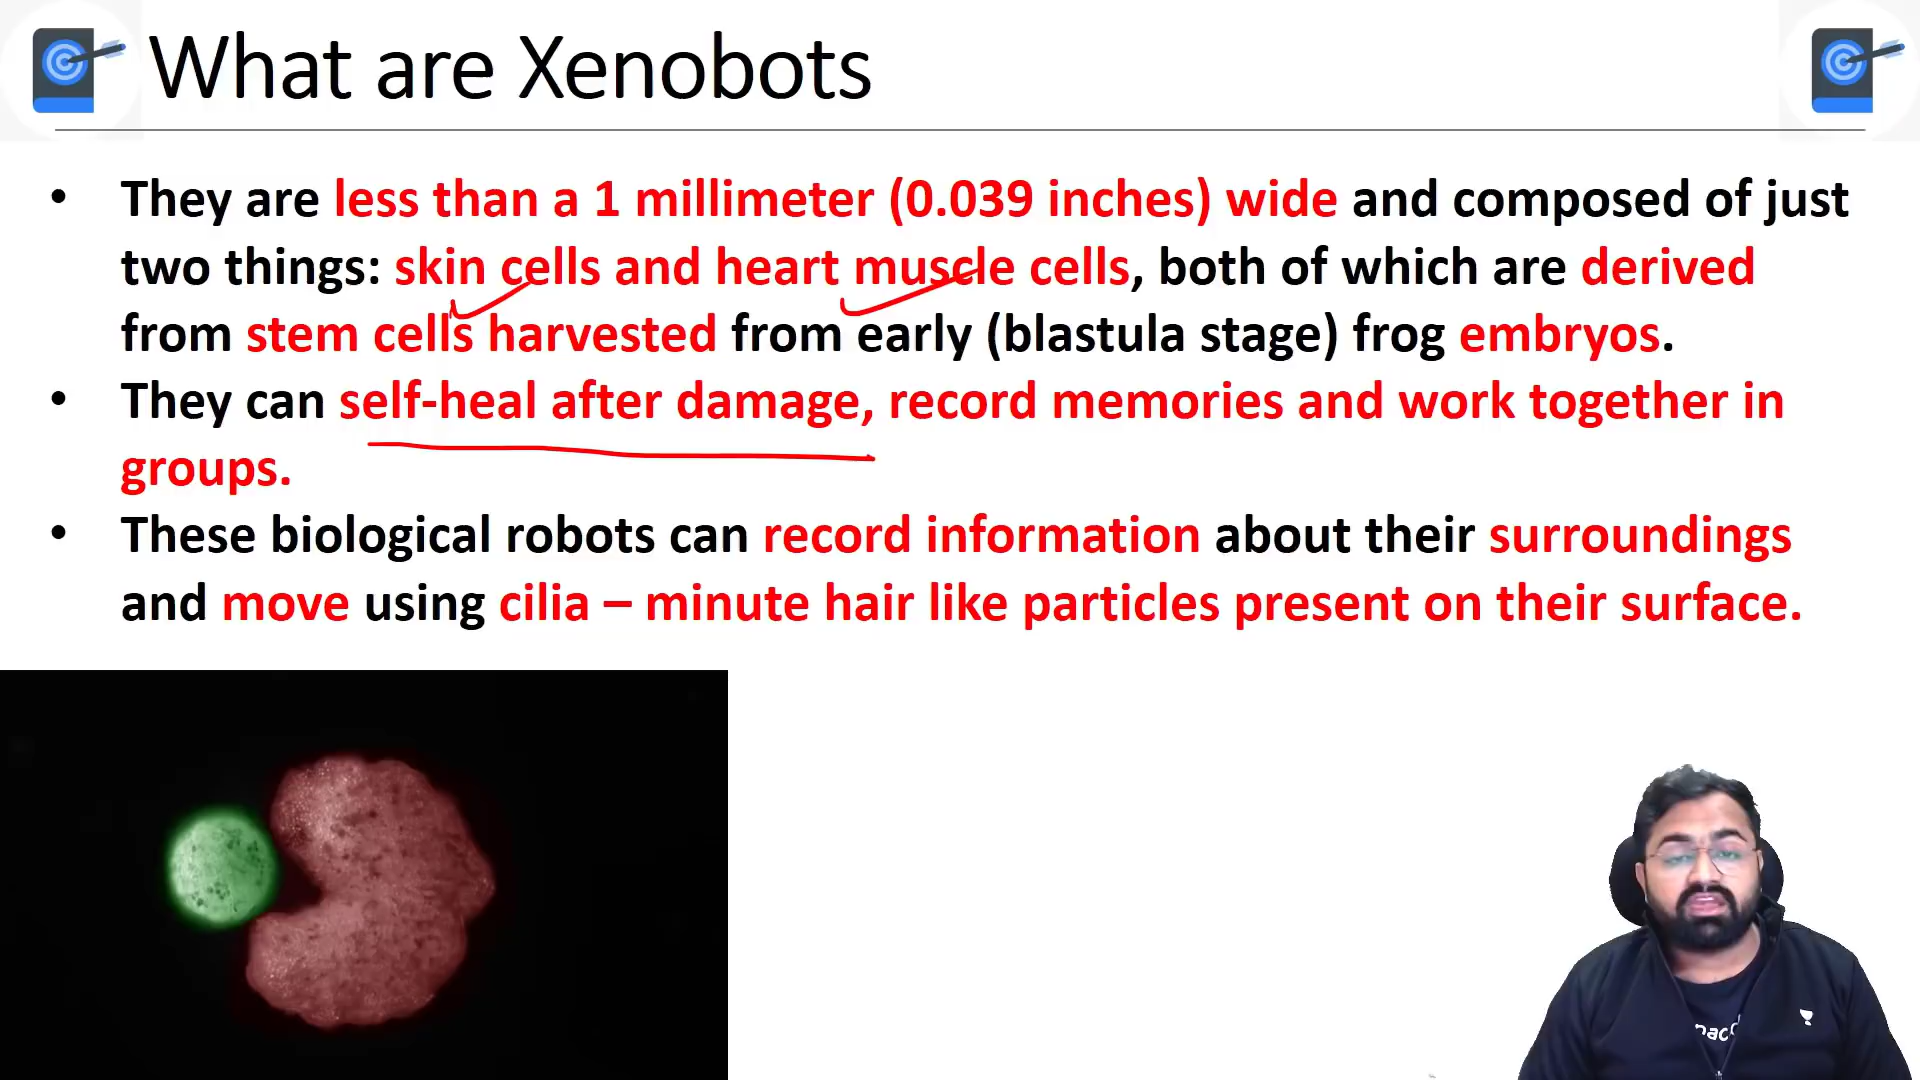 What are Xenobots
• They are less than a 1 millimeter (0.039 inches) wide and composed of just
two things: skin cells and heart muscle cells, both of which are derived
from stem cells harvested from early (blastula stage) frog embryos.
• They can self-heal after damage, record memories and work together in
groups.
• These biological robots can record information about their surroundings
and move using cilia – minute hair like particles present on their surface.